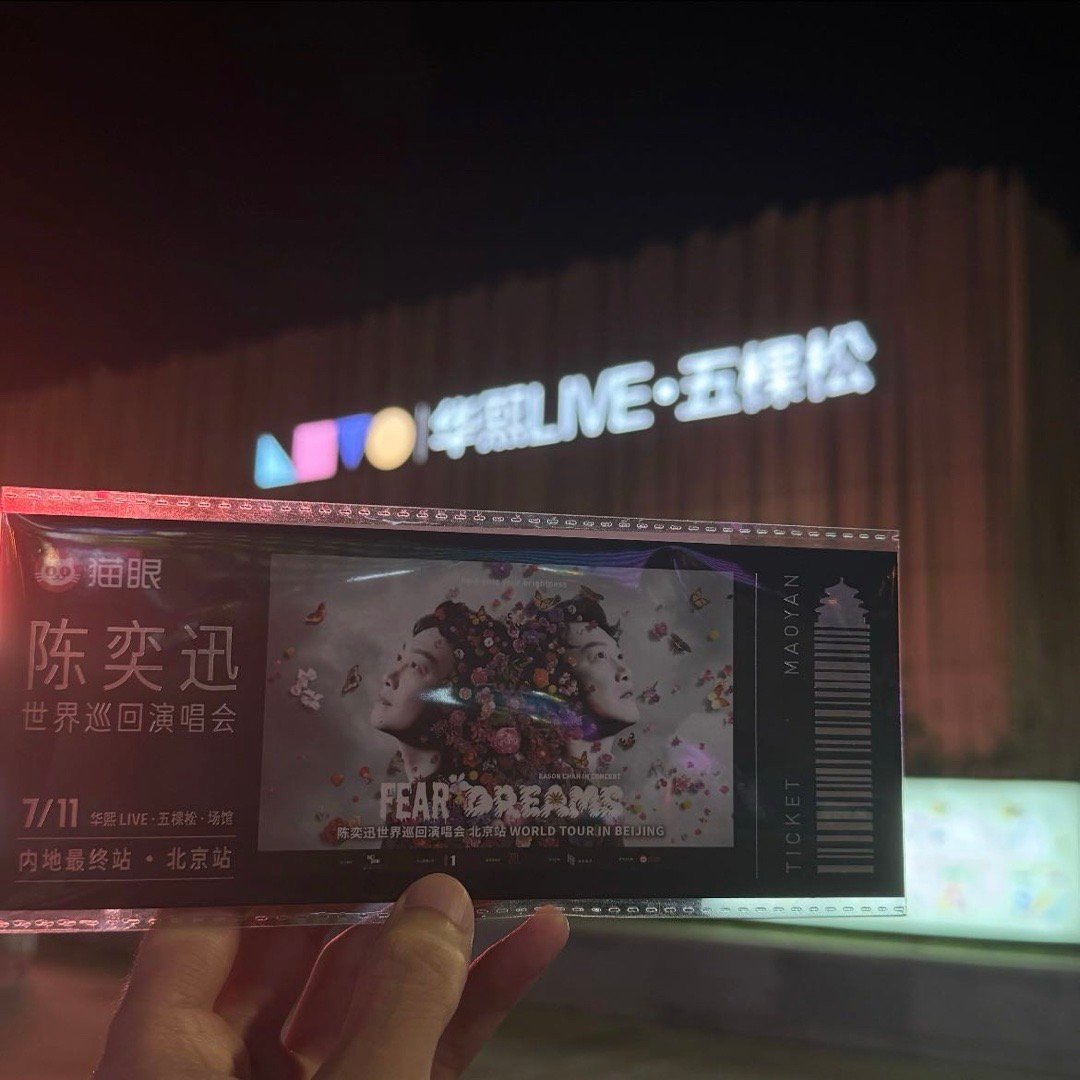 华熙LIVE·五棵松
猫眼
陈奕迅
世界巡回演唱会
7/11 华熙LIVE·五棵松·场馆
内地最终站 • 北京站
EASON CHAN IN CONCERT
FEAR and DREAMS
陈奕迅世界巡回演唱会 北京站 WORLD TOUR IN BEIJING
TICKET · MAOYAN